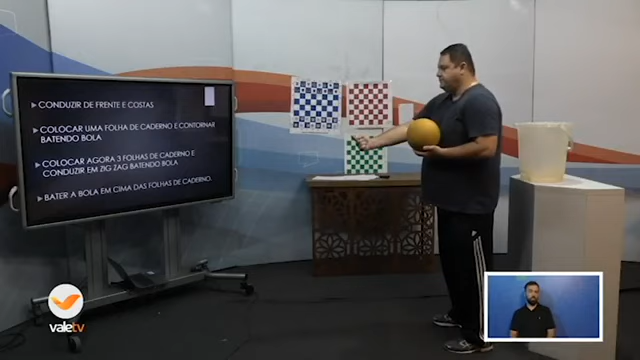 CONDUZIR DE FRENTE E COSTAS
COLOCAR UMA FOLHA DE CADERNO E CONTORNAR
BATENDO BOLA
COLOCAR AGORA 3 FOLHAS DE CADERNO E
CONDUZIR EM ZIG ZAG BATENDO BOLA
BATER A BOLA EM CIMA DAS FOLHAS DE CADERNO.
valetv